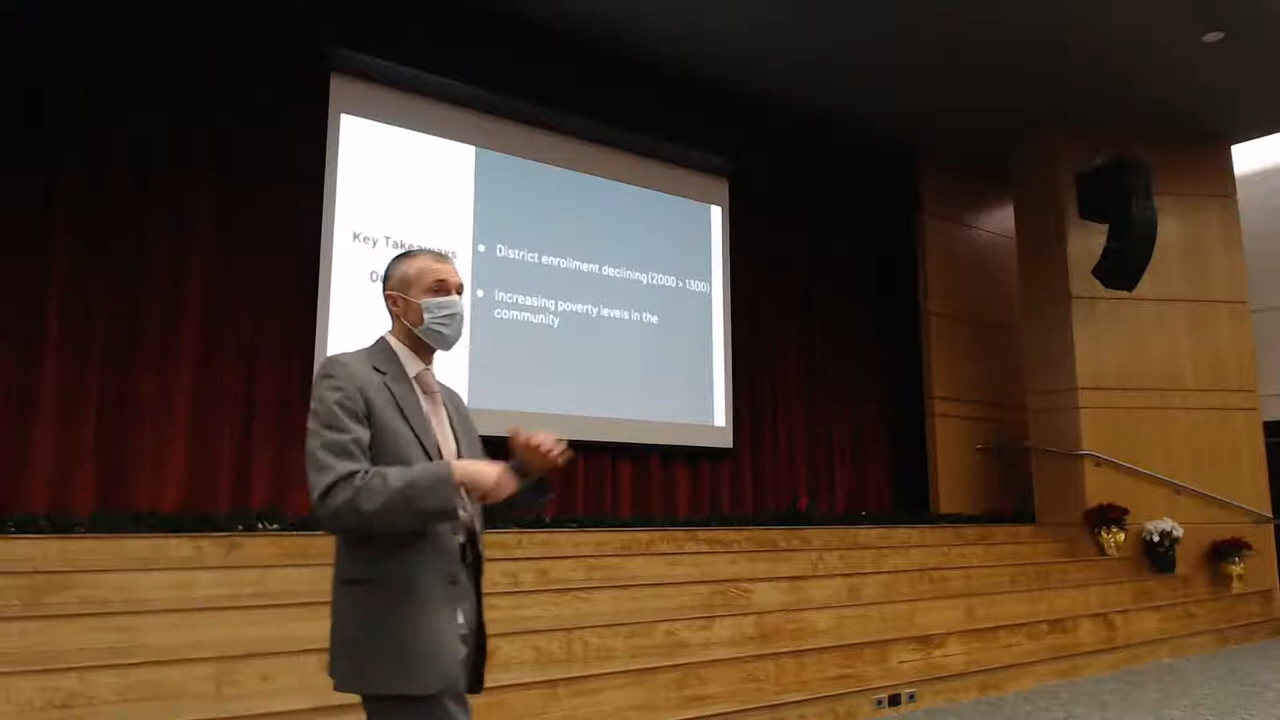 Key Takeaways
District enrollment declining (2000 > 1300)
Increasing poverty levels in the
community